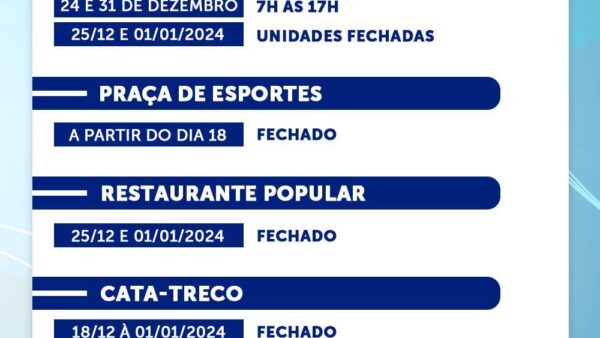 24 E 31 DE DEZEMBRO 7H ÀS 17H
25/12 E 01/01/2024 UNIDADES FECHADAS
PRAÇA DE ESPORTES
A PARTIR DO DIA 18 FECHADO
RESTAURANTE POPULAR
25/12 E 01/01/2024 FECHADO
CATA-TRECO
18/12 À 01/01/2024 FECHADO